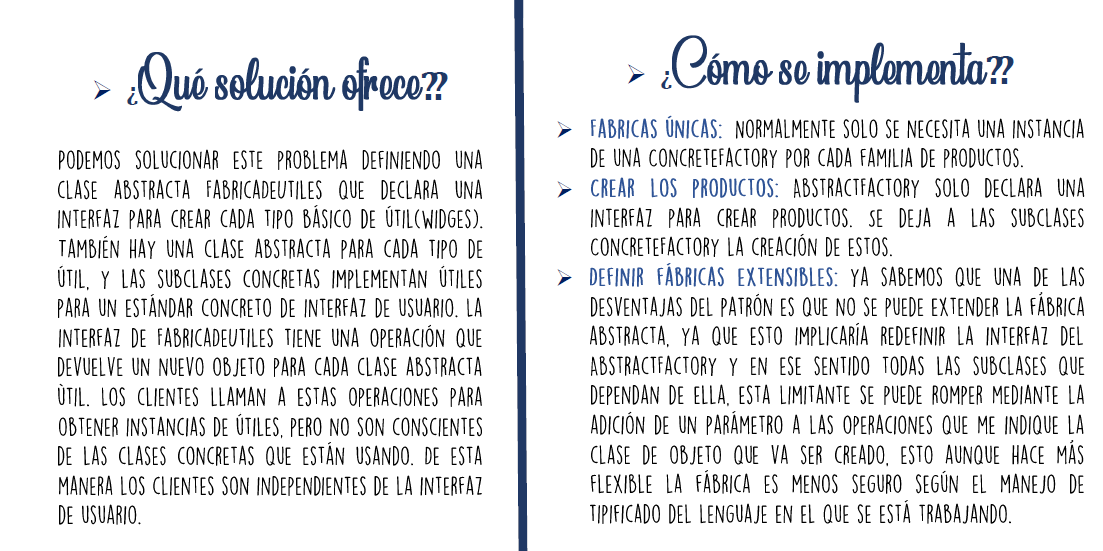 ¿Qué solución ofrece??
PODEMOS SOLUCIONAR ESTE PROBLEMA DEFINIENDO UNA
CLASE ABSTRACTA FABRICADEUTILES QUE DECLARA UNA
INTERFAZ PARA CREAR CADA TIPO BÁSICO DE ÚTIL(WIDGES).
TAMBIÉN HAY UNA CLASE ABSTRACTA PARA CADA TIPO DE
ÚTIL, Y LAS SUBCLASES CONCRETAS IMPLEMENTAN ÚTILES
PARA UN ESTÁNDAR CONCRETO DE INTERFAZ DE USUARIO. LA
INTERFAZ DE FABRICADEUTILES TIENE UNA OPERACIÓN QUE
DEVUELVE UN NUEVO OBJETO PARA CADA CLASE ABSTRACTA
ÙTIL. LOS CLIENTES LLAMAN A ESTAS OPERACIONES PARA
OBTENER INSTANCIAS DE ÚTILES, PERO NO SON CONSCIENTES
DE LAS CLASES CONCRETAS QUE ESTÁN USANDO. DE ESTA
MANERA LOS CLIENTES SON INDEPENDIENTES DE LA INTERFAZ
DE USUARIO.
¿Cómo se implementa??
FABRICAS ÚNICAS: NORMALMENTE SOLO SE NECESITA UNA INSTANCIA
DE UNA CONCRETEFACTORY POR CADA FAMILIA DE PRODUCTOS.
CREAR LOS PRODUCTOS: ABSTRACTFACTORY SOLO DECLARA UNA
INTERFAZ PARA CREAR PRODUCTOS. SE DEJA A LAS SUBCLASES
CONCRETEFACTORY LA CREACIÓN DE ESTOS.
DEFINIR FÁBRICAS EXTENSIBLES: YA SABEMOS QUE UNA DE LAS
DESVENTAJAS DEL PATRÓN ES QUE NO SE PUEDE EXTENDER LA FÁBRICA
ABSTRACTA, YA QUE ESTO IMPLICARÍA REDEFINIR LA INTERFAZ DEL
ABSTRACTFACTORY Y EN ESE SENTIDO TODAS LAS SUBCLASES QUE
DEPENDAN DE ELLA, ESTA LIMITANTE SE PUEDE ROMPER MEDIANTE LA
ADICIÓN DE UN PARÁMETRO A LAS OPERACIONES QUE ME INDIQUE LA
CLASE DE OBJETO QUE VA SER CREADO, ESTO AUNQUE HACE MÁS
FLEXIBLE LA FÁBRICA ES MENOS SEGURO SEGÚN EL MANEJO DE
TIPIFICADO DEL LENGUAJE EN EL QUE SE ESTÁ TRABAJANDO.